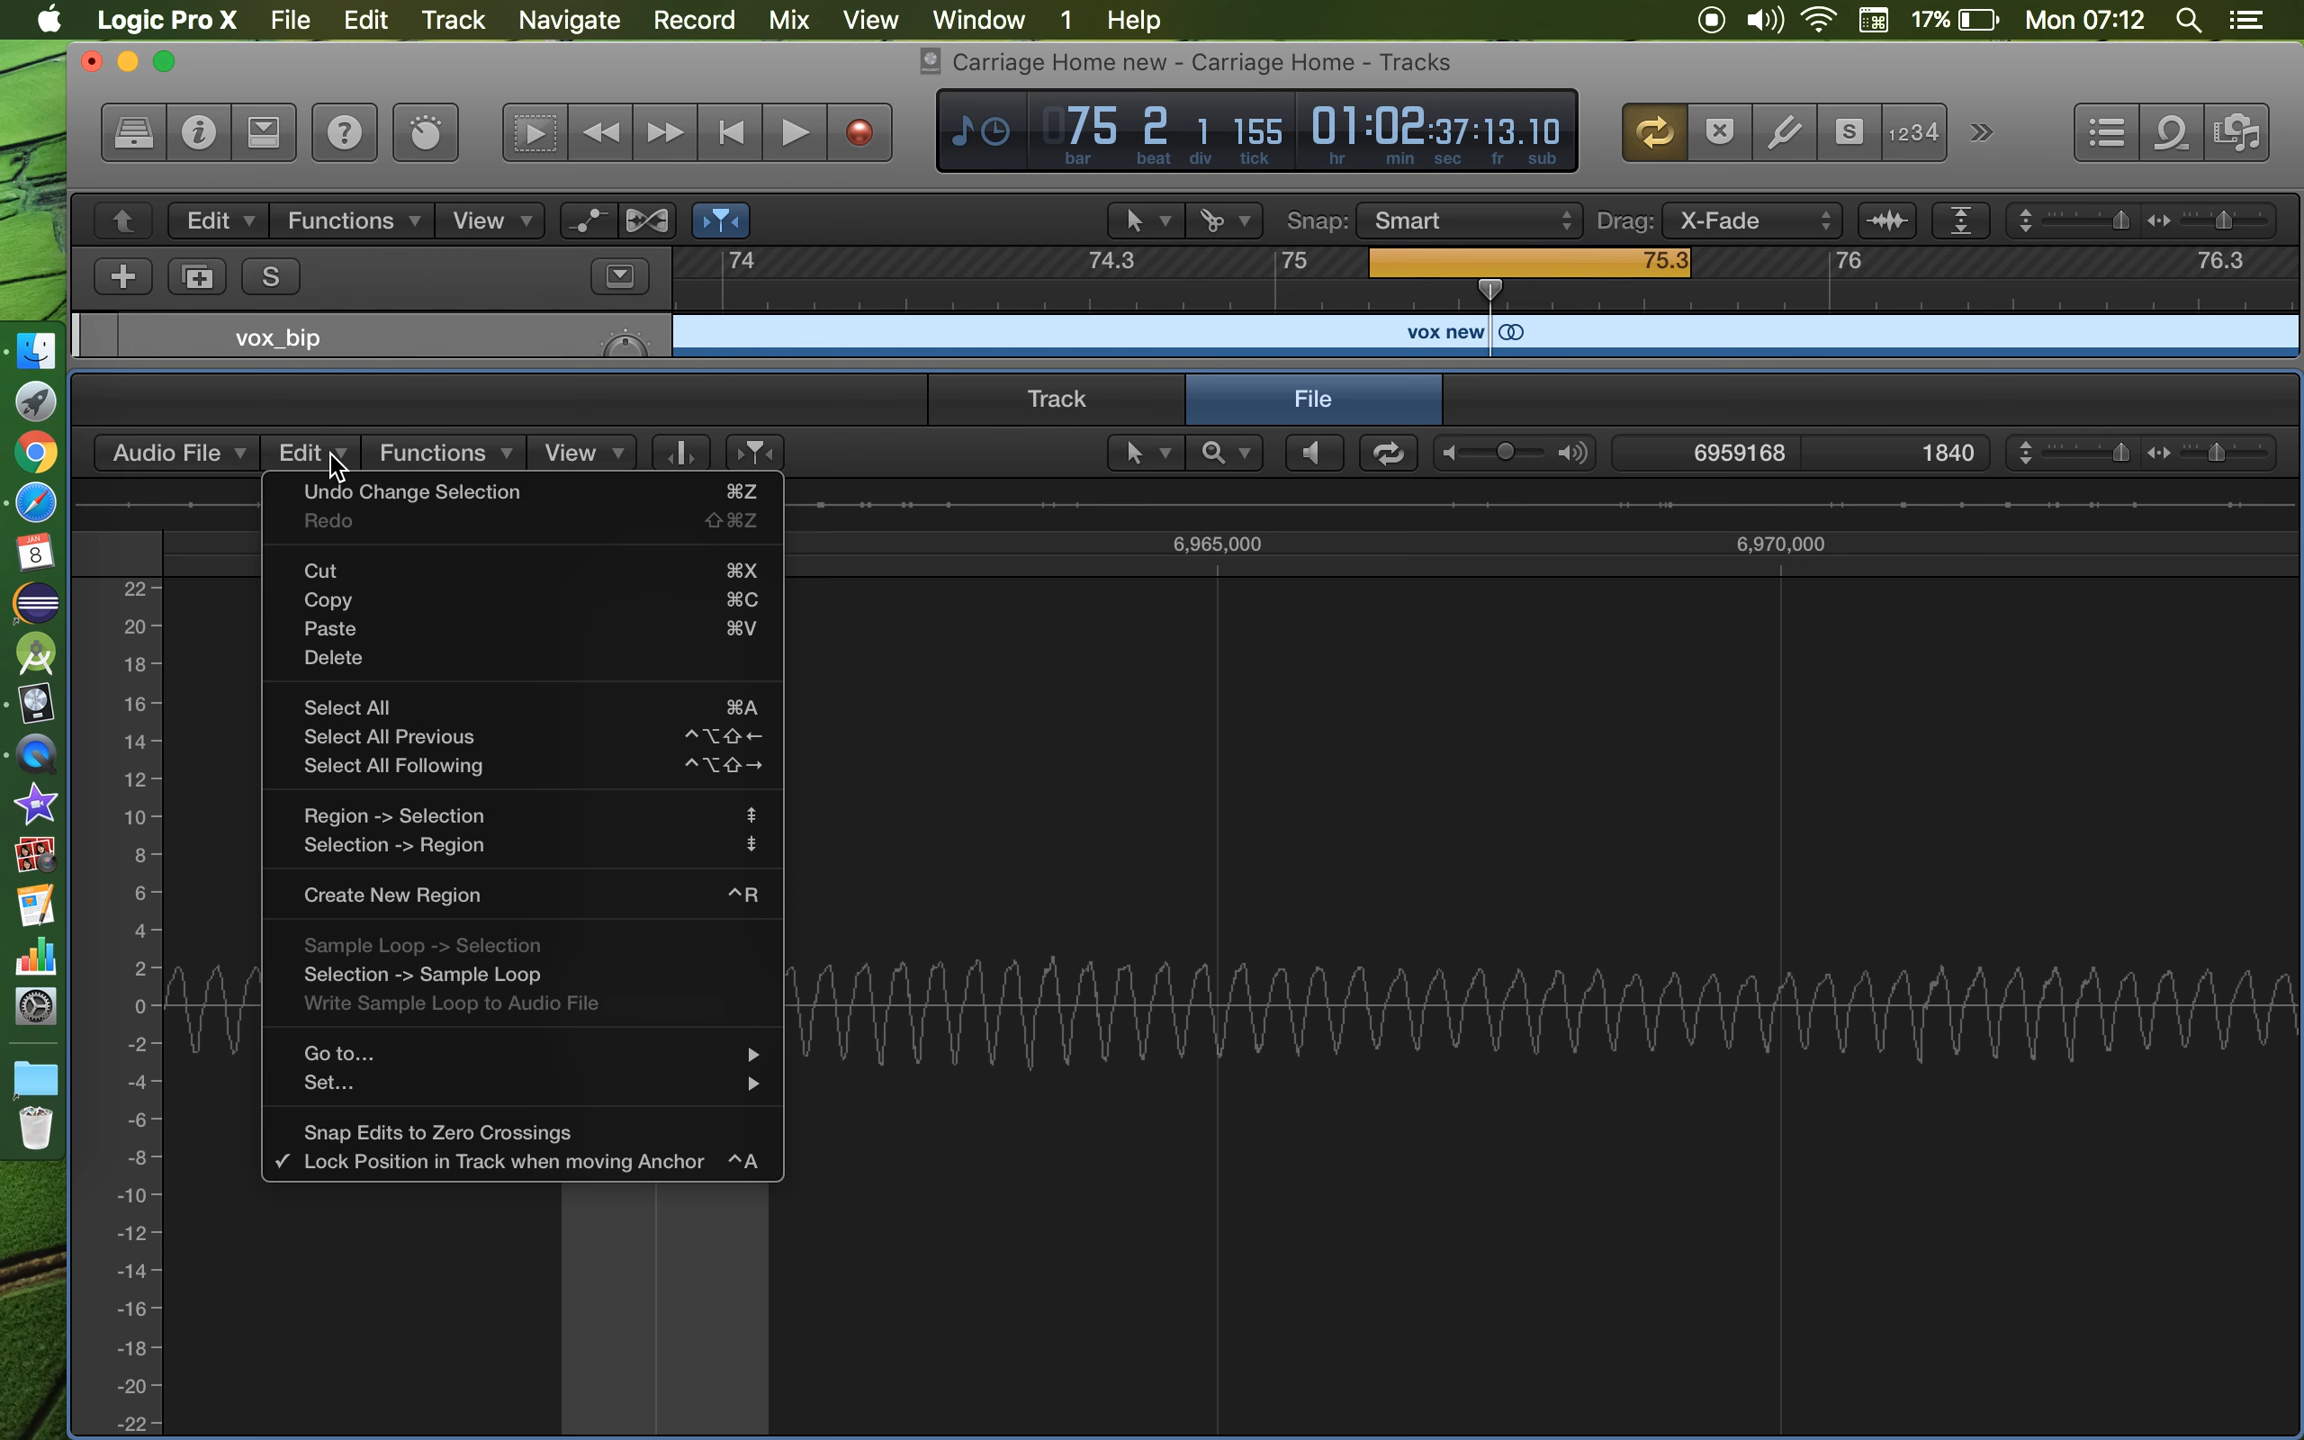 Logic Pro X File Edit Track Navigate Record Mix View Window 1 Help 17% Mon 07:12
Carriage Home new - Carriage Home - Tracks
075 2 1 155 01:02:37:13.10
bar beat div tick hr min sec fr sub
S 1234
Edit Functions View Snap: Smart Drag: X-Fade
S
74 74.3 75 75.3 76 76.3
vox_bip
vox new
Track File
Audio File Edit Functions View 6959168 1840
Undo Change Selection ⌘Z
Redo ⇧⌘Z
Cut ⌘X
Copy ⌘C
Paste ⌘V
Delete
Select All ⌘A
Select All Previous ^⌥⇧←
Select All Following ^⌥⇧→
Region -> Selection ⇞
Selection -> Region ⇟
Create New Region ^R
Sample Loop -> Selection
Selection -> Sample Loop
Write Sample Loop to Audio File
Go to... ▶
Set... ▶
Snap Edits to Zero Crossings
✓ Lock Position in Track when moving Anchor ^A
6,965,000 6,970,000
22
20
18
16
14
12
10
8
6
4
2
0
-2
-4
-6
-8
-10
-12
-14
-16
-18
-20
-22
JAN
8